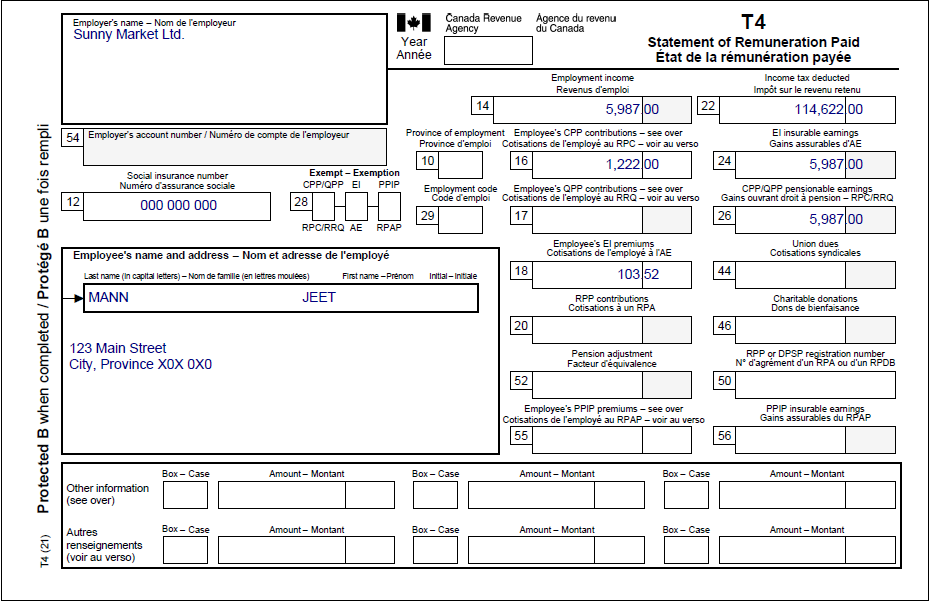 Employer's name – Nom de l'employeur
Sunny Market Ltd.
Canada Revenue Agency
Agence du revenu du Canada
Year
Année
T4
Statement of Remuneration Paid
État de la rémunération payée
Employment income
Revenus d'emploi
14 5,987 00
Income tax deducted
Impôt sur le revenu retenu
22 114,622 00
54 Employer's account number / Numéro de compte de l'employeur
Province of employment
Province d'emploi
10
Employee's CPP contributions – see over
Cotisations de l'employé au RPC – voir au verso
16 1,222 00
EI insurable earnings
Gains assurables d'AE
24 5,987 00
Social insurance number
Numéro d'assurance sociale
12 000 000 000
Exempt – Exemption
CPP/QPP EI PPIP
28
RPC/RRQ AE RPAP
Employment code
Code d'emploi
29
Employee's QPP contributions – see over
Cotisations de l'employé au RRQ – voir au verso
17
CPP/QPP pensionable earnings
Gains ouvrant droit à pension – RPC/RRQ
26 5,987 00
Employee's name and address – Nom et adresse de l'employé
Last name (in capital letters) – Nom de famille (en lettres moulées) First name – Prénom Initial – Initiale
MANN JEET
123 Main Street
City, Province X0X 0X0
Employee's EI premiums
Cotisations de l'employé à l'AE
18 103 52
Union dues
Cotisations syndicales
44
RPP contributions
Cotisations à un RPA
20
Charitable donations
Dons de bienfaisance
46
Pension adjustment
Facteur d'équivalence
52
RPP or DPSP registration number
N° d'agrément d'un RPA ou d'un RPDB
50
Employee's PPIP premiums – see over
Cotisations de l'employé au RPAP – voir au verso
55
PPIP insurable earnings
Gains assurables du RPAP
56
Box – Case Amount – Montant Box – Case Amount – Montant Box – Case Amount – Montant
Other information
(see over)
Box – Case Amount – Montant Box – Case Amount – Montant Box – Case Amount – Montant
Autres
renseignements
(voir au verso)
Protected B when completed / Protégé B une fois rempli
T4 (21)